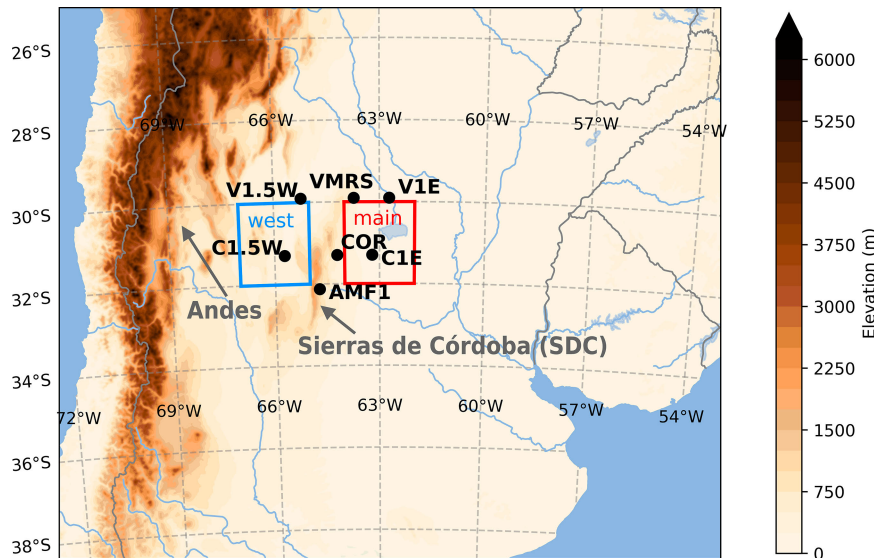 26°S
6000
5250
28°S
69°W
66°W
63°W
60°W
57°W
54°W
4500
V1.5W
VMRS
V1E
30°S
west
main
3750
C1.5W
COR
C1E
Elevation (m)
32°S
AMF1
3000
Andes
Sierras de Córdoba (SDC)
2250
34°S
72°W
69°W
66°W
63°W
60°W
57°W
54°W
1500
36°S
750
38°S
0